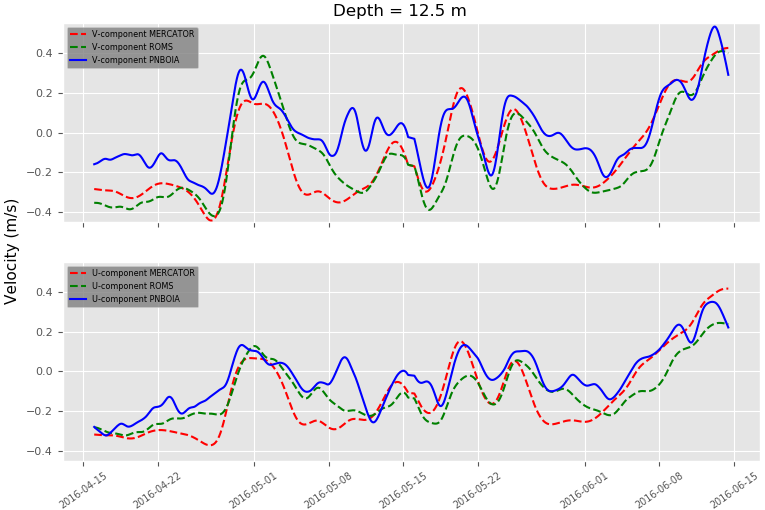 Depth = 12.5 m
V-component MERCATOR
V-component ROMS
V-component PNBOIA
0.4
0.2
0.0
−0.2
−0.4
Velocity (m/s)
U-component MERCATOR
U-component ROMS
U-component PNBOIA
0.4
0.2
0.0
−0.2
−0.4
2016-04-15
2016-04-22
2016-05-01
2016-05-08
2016-05-15
2016-05-22
2016-06-01
2016-06-08
2016-06-15